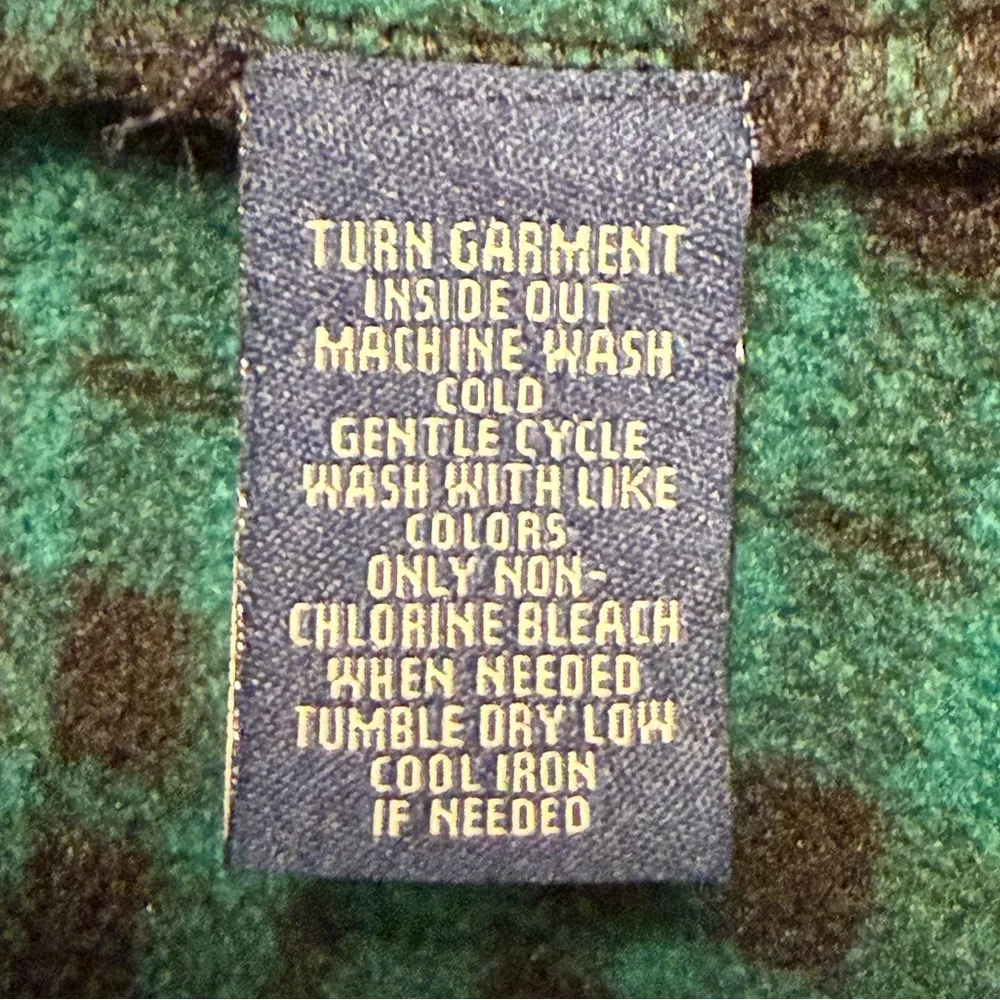 TURN GARMENT
INSIDE OUT
MACHINE WASH
COLD
GENTLE CYCLE
WASH WITH LIKE
COLORS
ONLY NON-
CHLORINE BLEACH
WHEN NEEDED
TUMBLE DRY LOW
COOL IRON
IF NEEDED